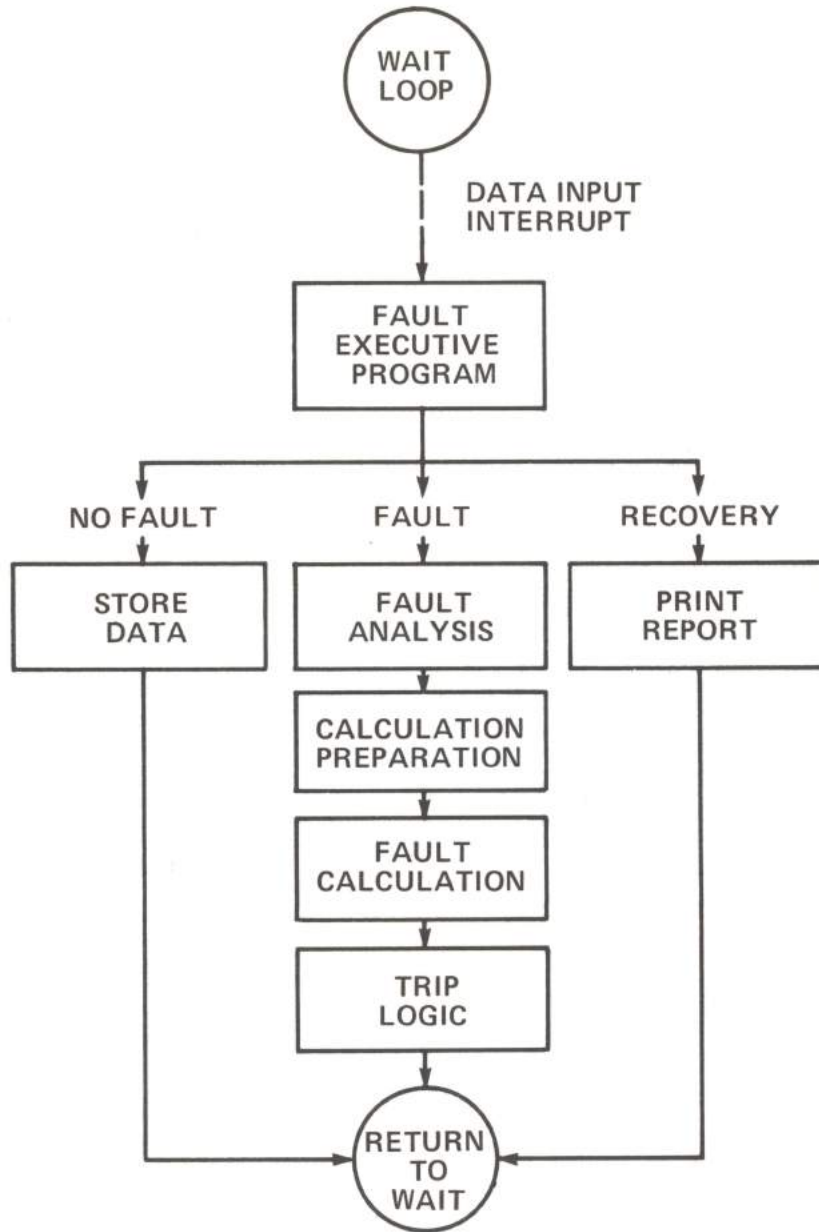 WAIT
LOOP
DATA INPUT
INTERRUPT
FAULT
EXECUTIVE
PROGRAM
NO FAULT
FAULT
RECOVERY
STORE
DATA
FAULT
ANALYSIS
PRINT
REPORT
CALCULATION
PREPARATION
FAULT
CALCULATION
TRIP
LOGIC
RETURN
TO
WAIT